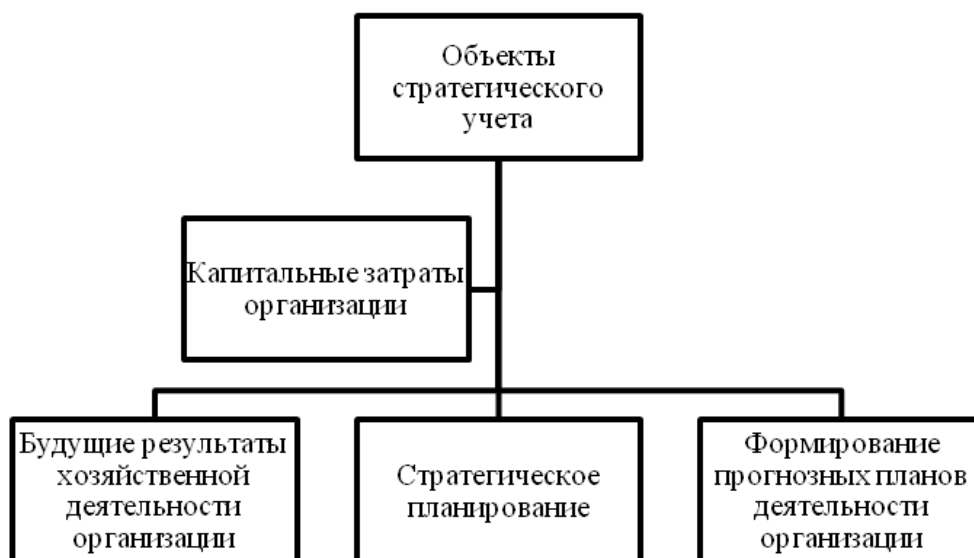 Объекты
стратегического
учета
Капитальные затраты
организации
Будущие результаты
хозяйственной
деятельности
организации
Стратегическое
планирование
Формирование
прогнозных планов
деятельности
организации